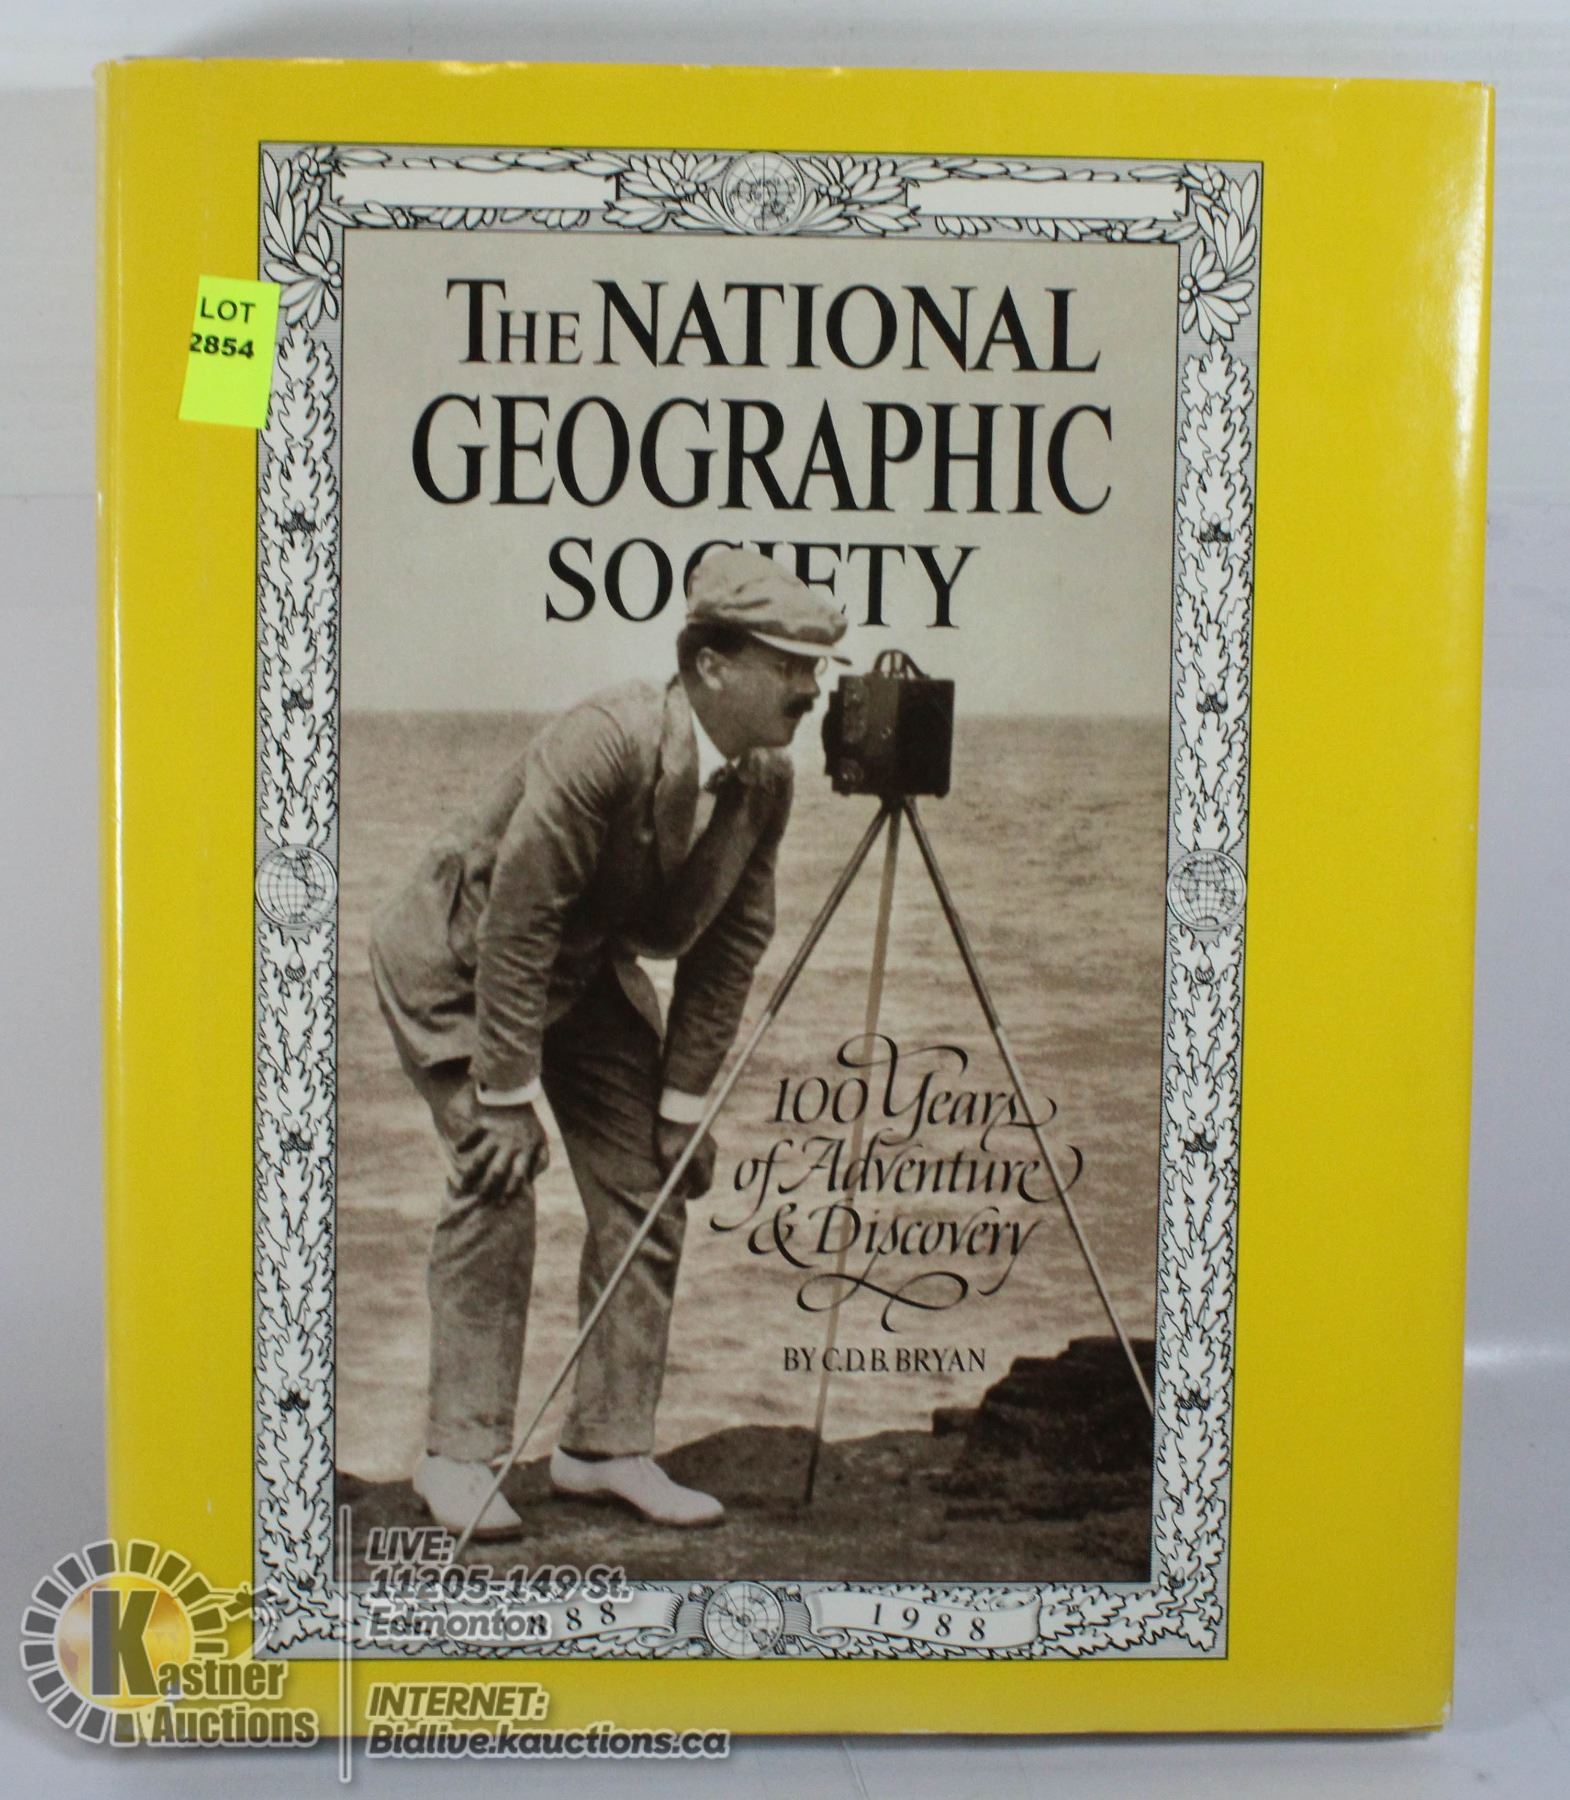 LOT
2854
THE NATIONAL
GEOGRAPHIC
SOCIETY
100 Years
of Adventure
& Discovery
BY C.D.B. BRYAN
888
1988
Kastner
Auctions
LIVE:
11205-149 St.
Edmonton
INTERNET:
Bidlive.kauctions.ca